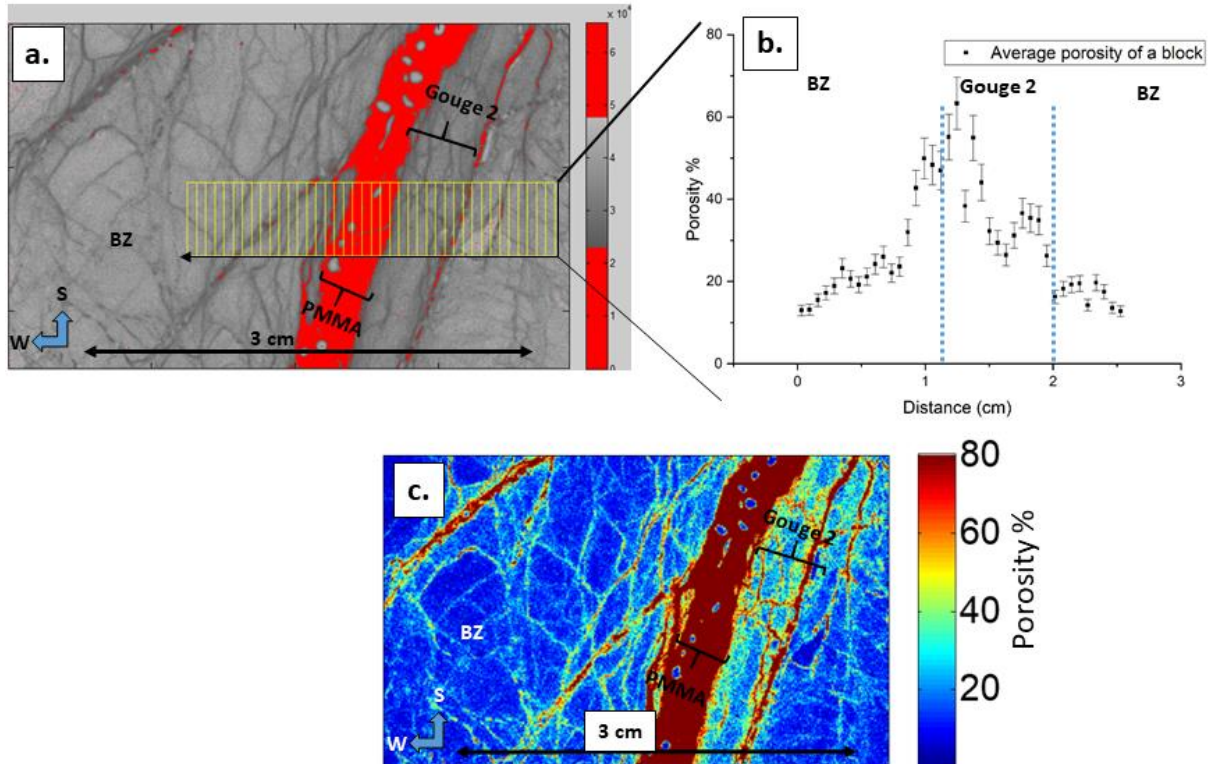 a.
x 10⁴
6
5
4
3
2
1
0
Gouge 2
BZ
PMMA
S
W
3 cm
b.
Average porosity of a block
BZ
Gouge 2
BZ
80
60
40
20
0
Porosity %
0
1
2
3
Distance (cm)
c.
Gouge 2
BZ
PMMA
S
W
3 cm
80
60
40
20
Porosity %